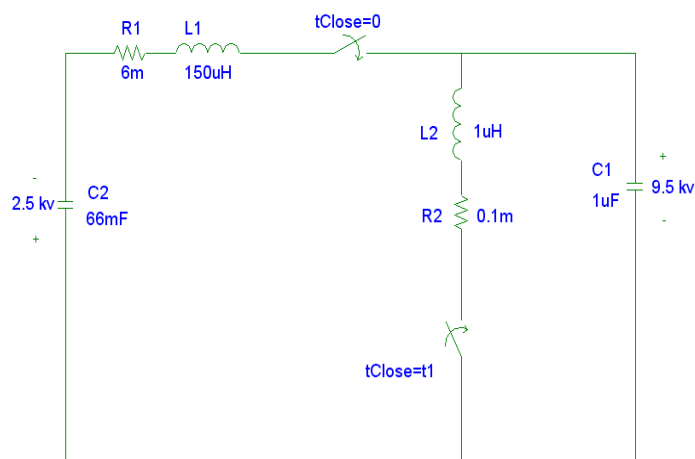 tClose=0
R1
L1
6m
150uH
L2
1uH
-
+
C2
C1
2.5 kv
9.5 kv
66mF
1uF
+
-
R2
0.1m
tClose=t1